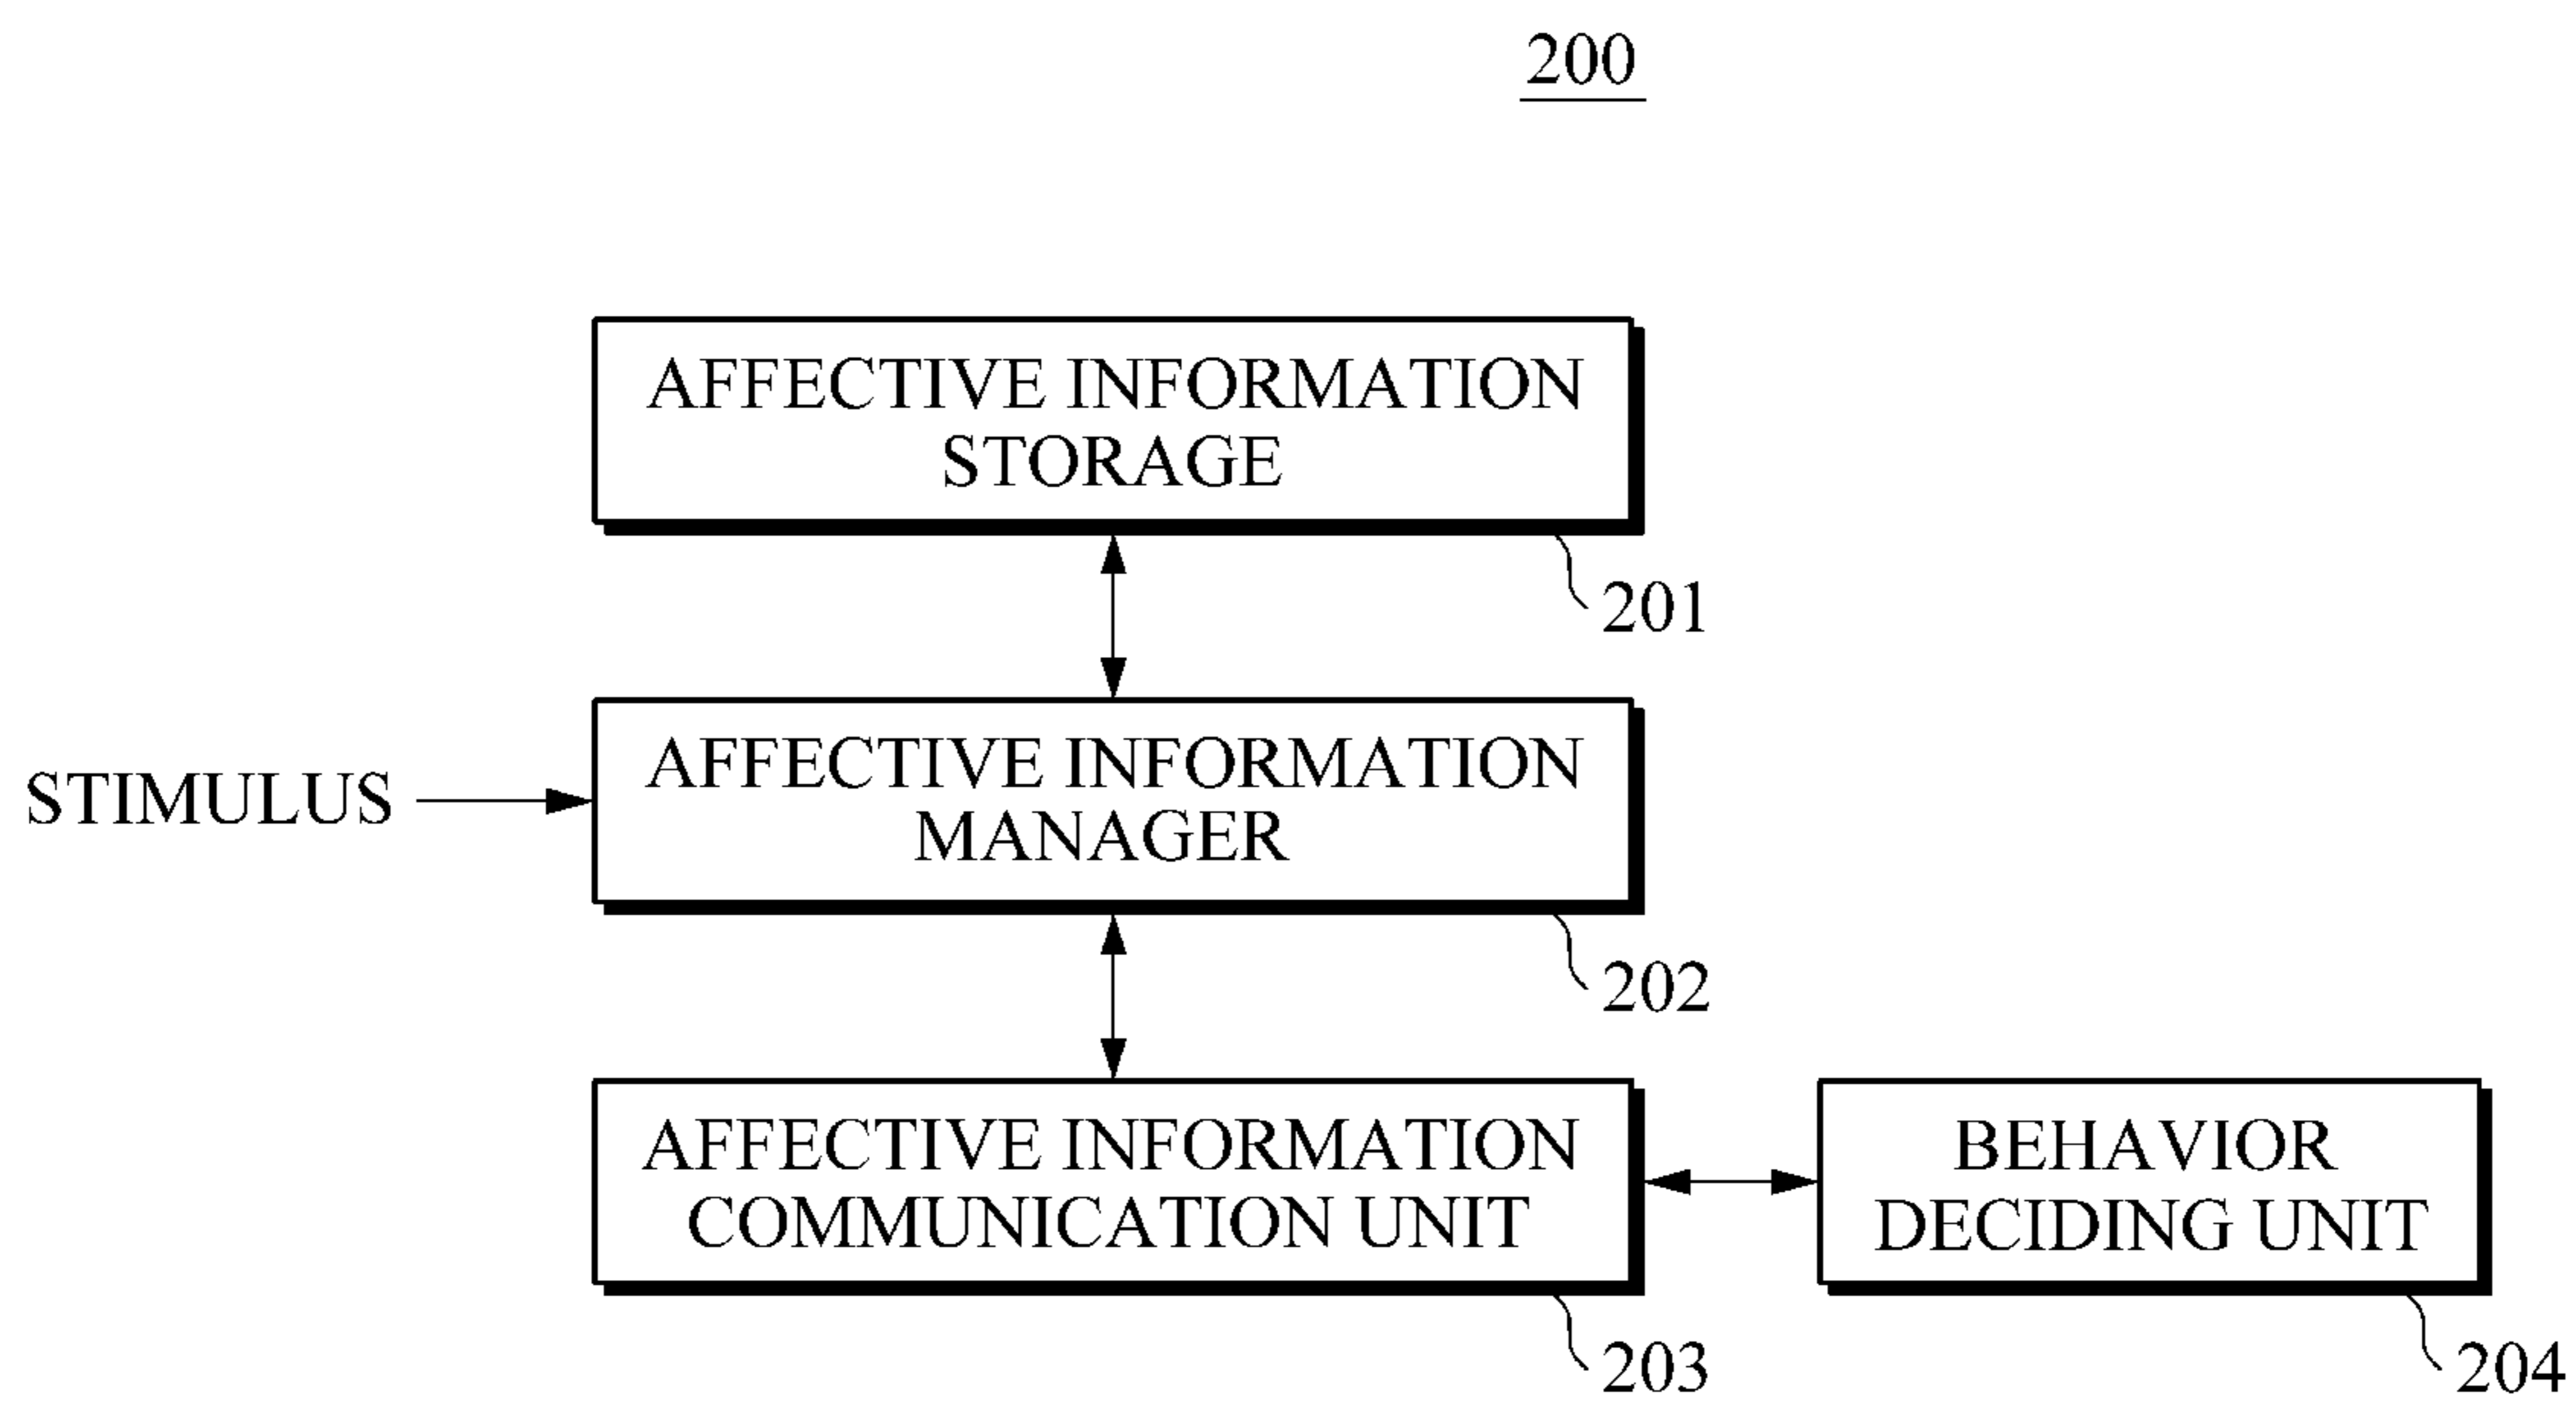 200
AFFECTIVE INFORMATION
STORAGE
201
STIMULUS
AFFECTIVE INFORMATION
MANAGER
202
AFFECTIVE INFORMATION
COMMUNICATION UNIT
203
BEHAVIOR
DECIDING UNIT
204